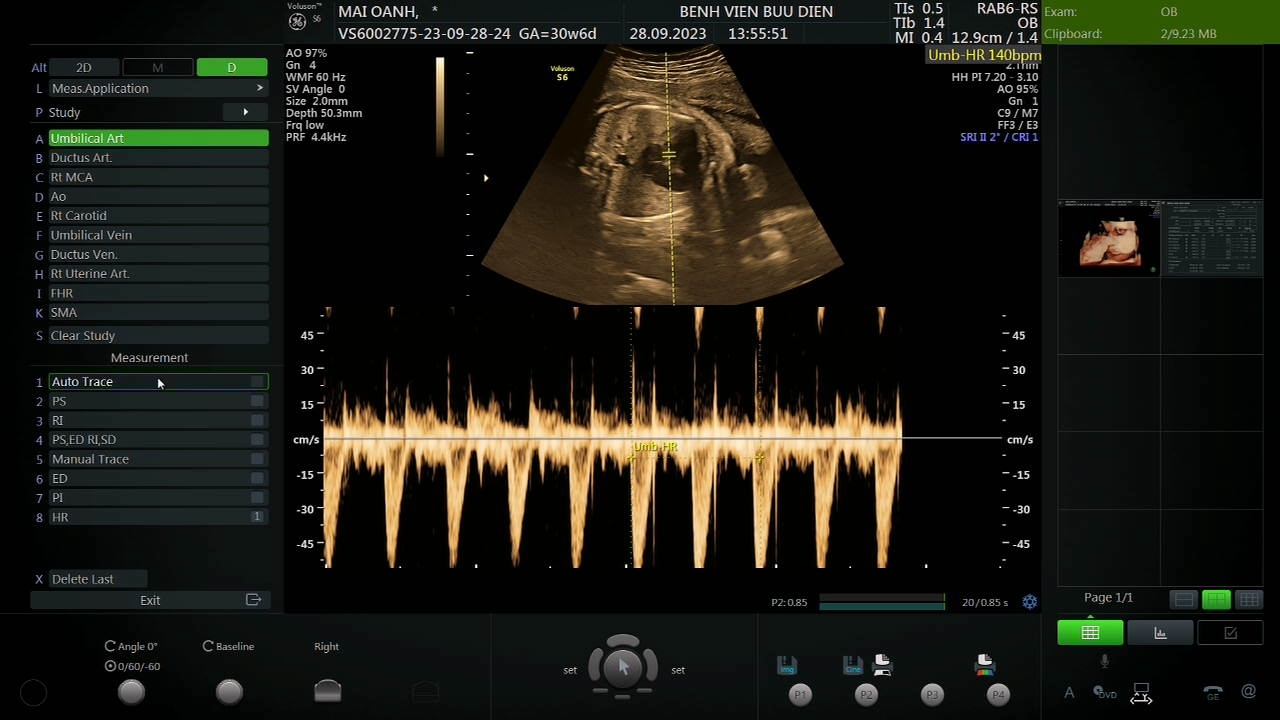 Voluson™ S6
MAI OANH, * BENH VIEN BUU DIEN
VS6002775-23-09-28-24 GA=30w6d 28.09.2023 13:55:51
TIs 0.5 RAB6-RS
TIb 1.4 OB
MI 0.4 12.9cm / 1.4
Exam: OB
Clipboard: 2/9.23 MB
Umb-HR 140bpm
HH PI 7.20 - 3.10
AO 95%
Gn 1
C9 / M7
FF3 / E3
SRI II 2* / CRI 1
AO 97%
Gn 4
WMF 60 Hz
SV Angle 0
Size 2.0mm
Depth 50.3mm
Frq low
PRF 4.4kHz
Voluson
S6
Alt 2D M D
L Meas.Application >
P Study
A Umbilical Art
B Ductus Art.
C Rt MCA
D Ao
E Rt Carotid
F Umbilical Vein
G Ductus Ven.
H Rt Uterine Art.
I FHR
K SMA
S Clear Study
Measurement
1 Auto Trace
2 PS
3 RI
4 PS,ED RI,SD
5 Manual Trace
6 ED
7 PI
8 HR 1
X Delete Last
Exit
45 45
30 30
15 15
cm/s cm/s
Umb-HR
-15 -15
-30 -30
-45 -45
P2: 0.85 20/0.85 s
Page 1/1
Angle 0°
0/60/-60
Baseline
Right
set set
Img Cine
P1 P2 P3 P4
A DVD GE @